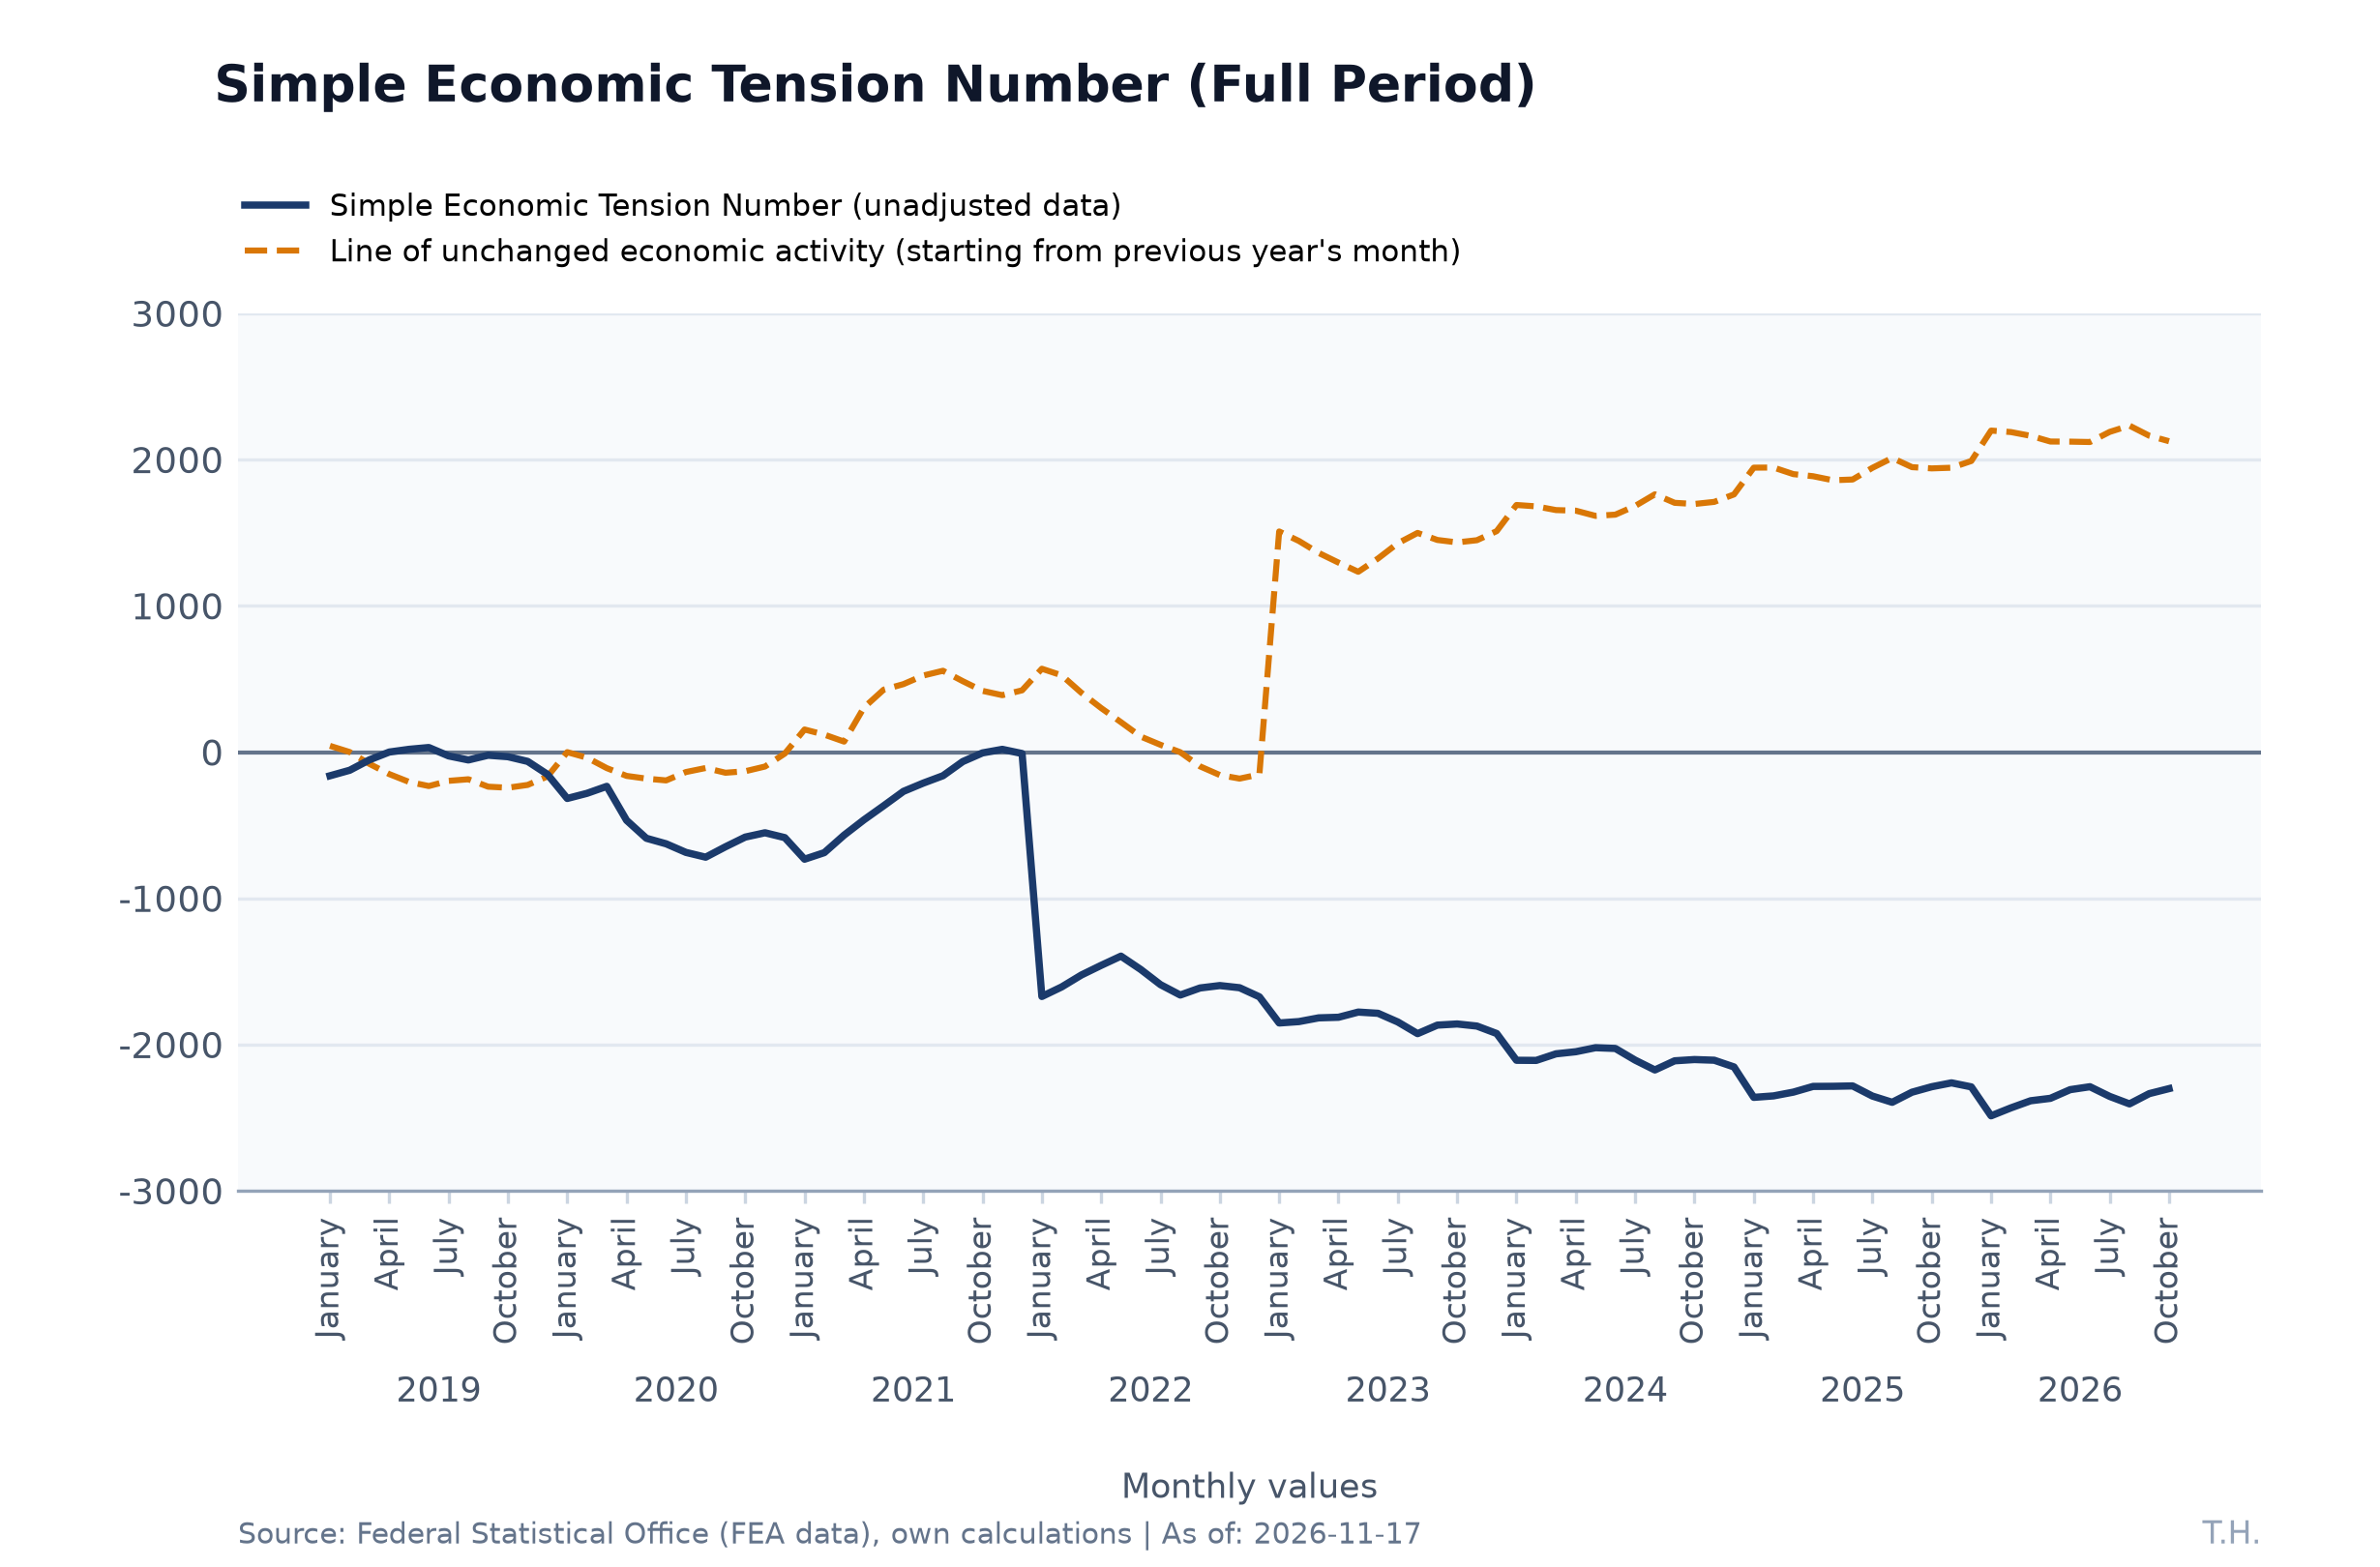 Simple Economic Tension Number (Full Period)
Simple Economic Tension Number (unadjusted data)
Line of unchanged economic activity (starting from previous year's month)
3000
2000
1000
0
-1000
-2000
-3000
January April July October January April July October January April July October January April July October January April July October January April July October January April July October January April July October
2019 2020 2021 2022 2023 2024 2025 2026
Monthly values
Source: Federal Statistical Office (FEA data), own calculations | As of: 2026-11-17 T.H.